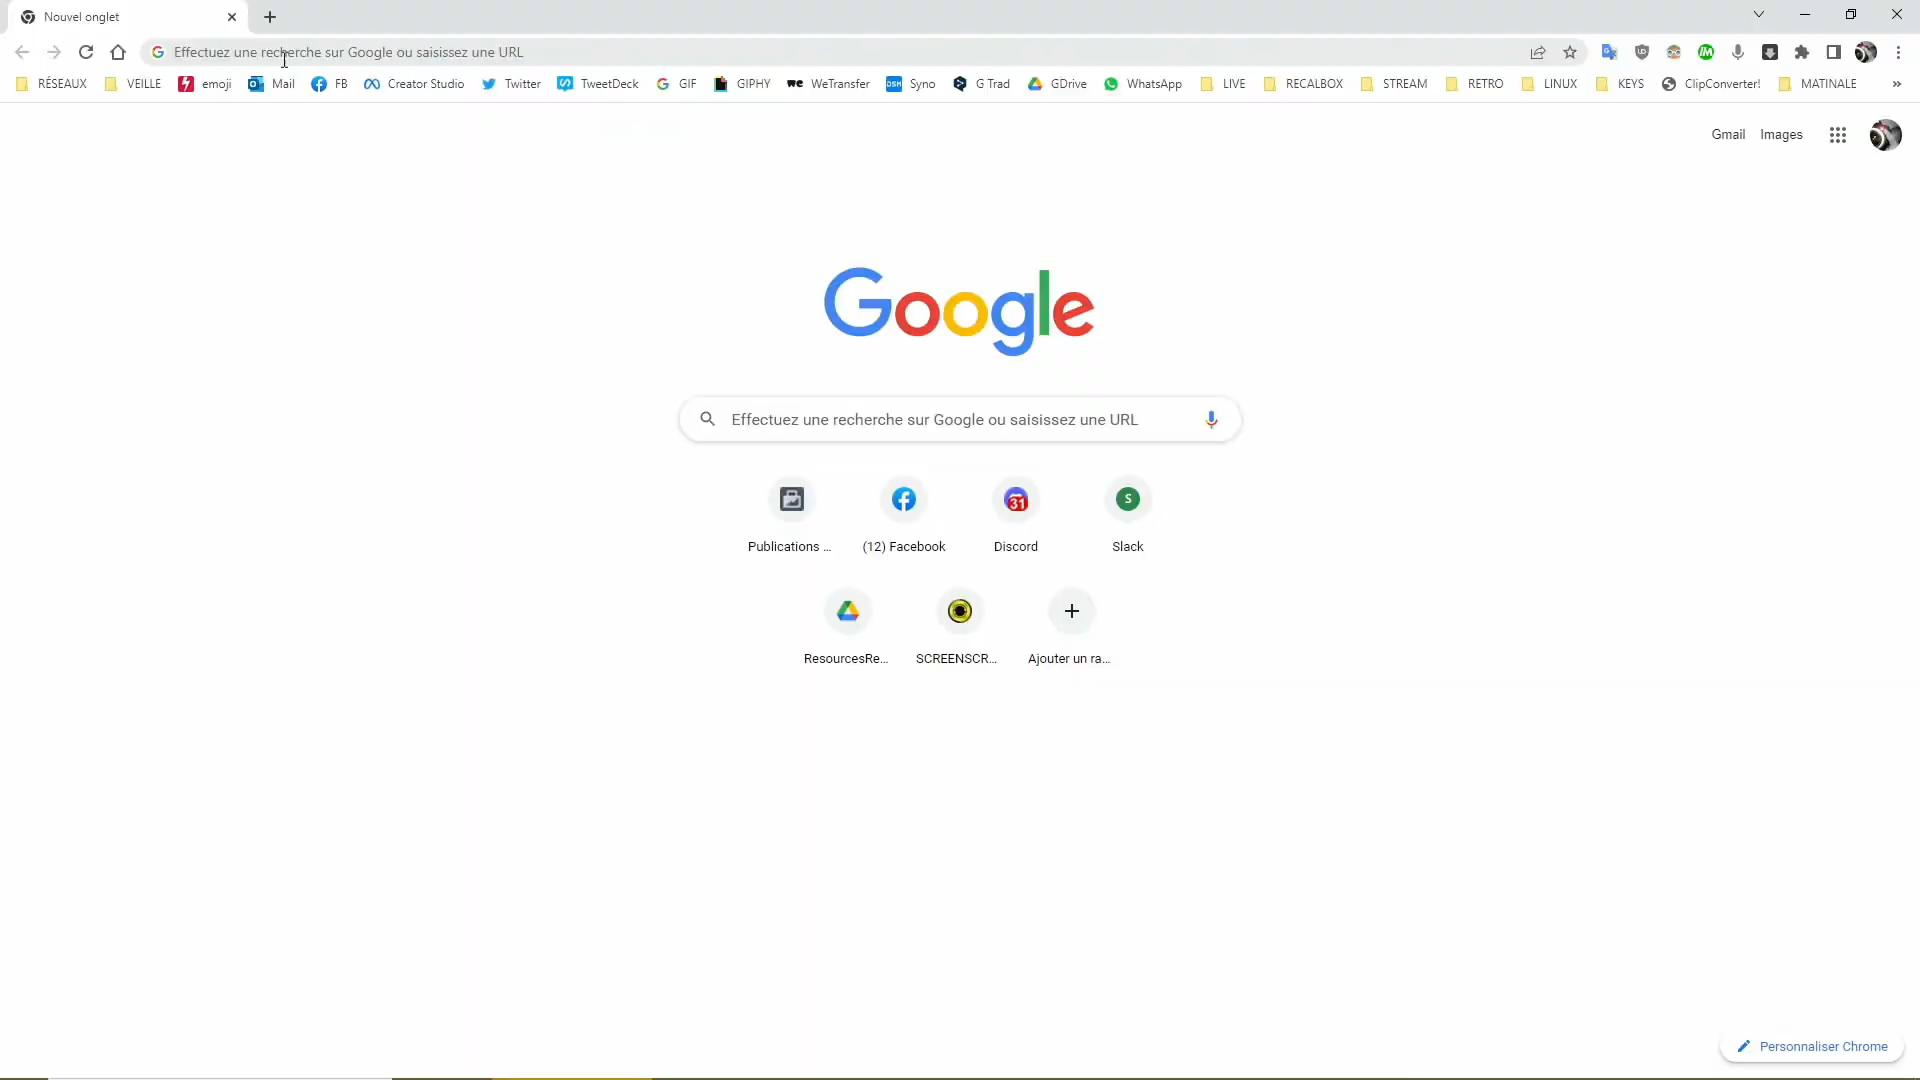 Nouvel onglet
Effectuez une recherche sur Google ou saisissez une URL
RÉSEAUX VEILLE emoji Mail FB Creator Studio Twitter TweetDeck GIF GIPHY WeTransfer Syno G Trad GDrive WhatsApp LIVE RECALBOX STREAM RETRO LINUX KEYS ClipConverter! MATINALE »
Gmail Images
Google
Effectuez une recherche sur Google ou saisissez une URL
31 S
Publications ... (12) Facebook Discord Slack
ResourcesRe... SCREENSCR... Ajouter un ra...
Personnaliser Chrome